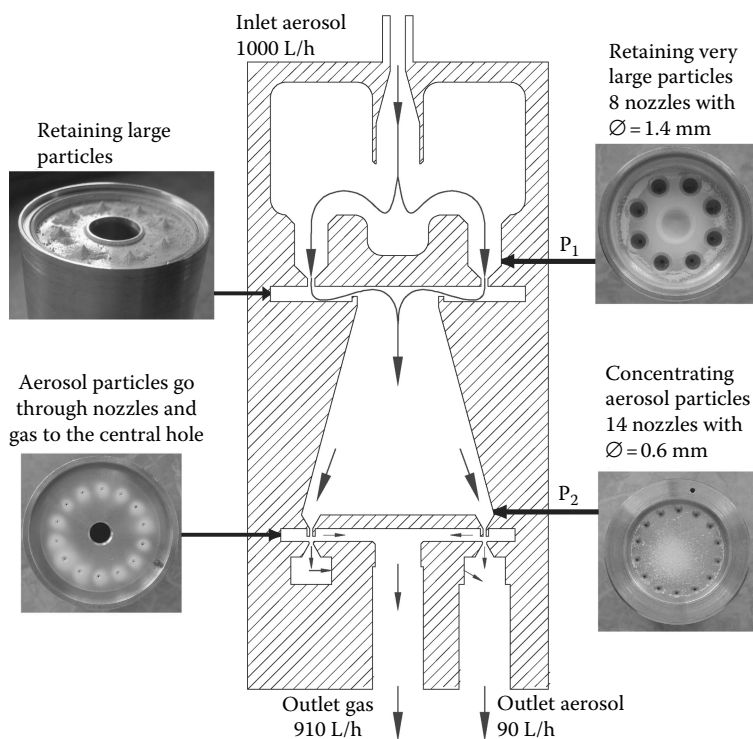 Inlet aerosol
1000 L/h
Retaining very
large particles
8 nozzles with
∅ = 1.4 mm
Retaining large
particles
P₁
Aerosol particles go
through nozzles and
gas to the central hole
Concentrating
aerosol particles
14 nozzles with
∅ = 0.6 mm
P₂
Outlet gas
910 L/h
Outlet aerosol
90 L/h